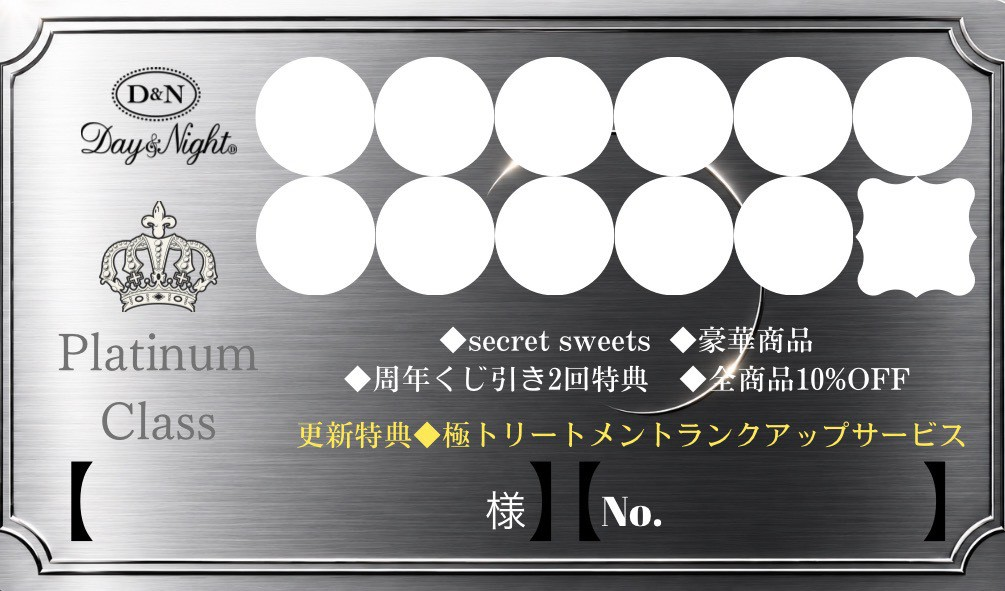 D&N
Day&Night
Platinum
Class
◆secret sweets ◆豪華商品
◆周年くじ引き2回特典 ◆全商品10%OFF
更新特典◆極トリートメントランクアップサービス
【 様】【No. 】